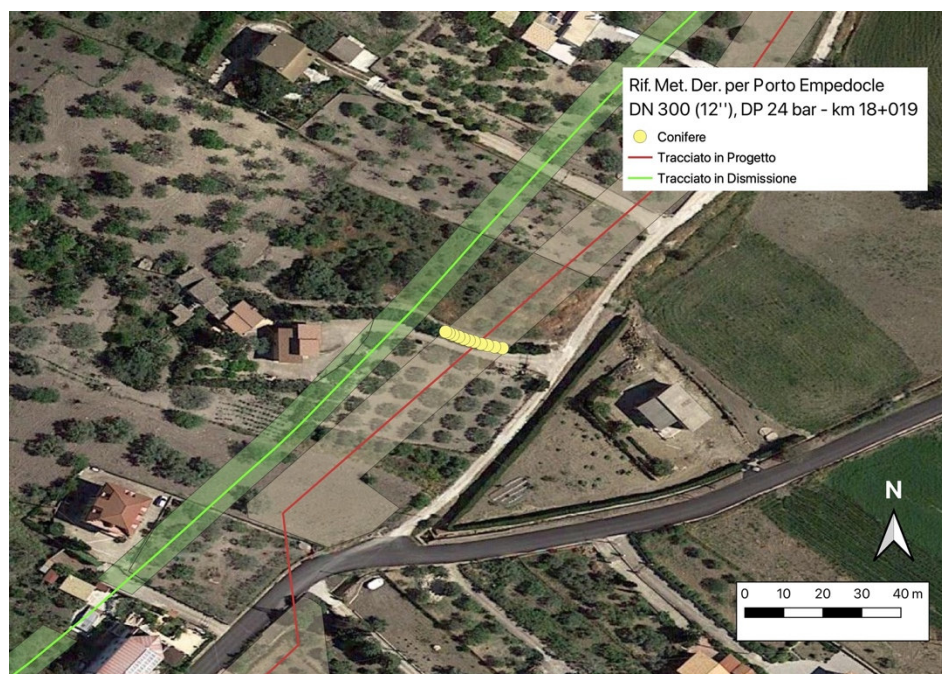 Rif. Met. Der. per Porto Empedocle
DN 300 (12''), DP 24 bar - km 18+019
Conifere
Tracciato in Progetto
Tracciato in Dismissione
N
0 10 20 30 40 m